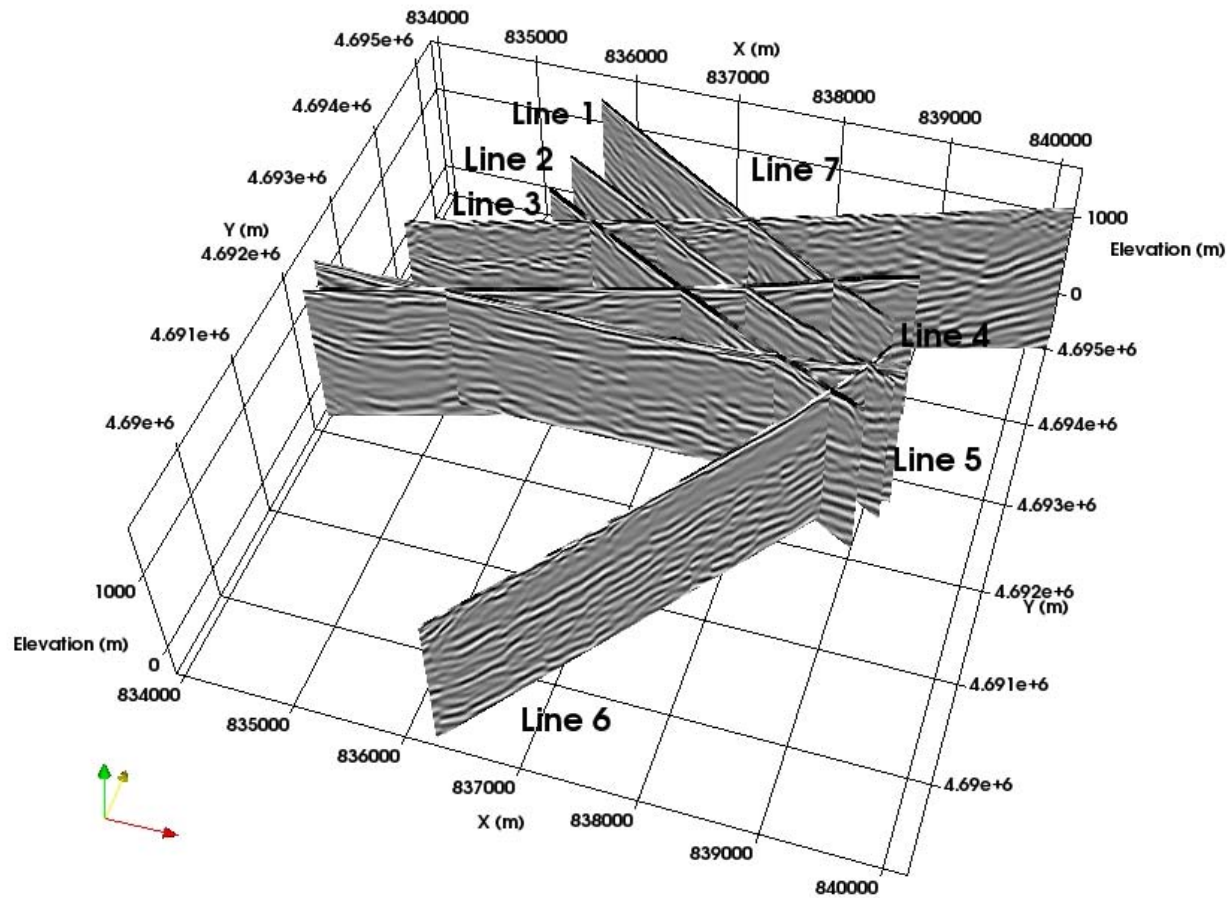 834000
835000
836000
X (m)
837000
838000
839000
840000
4.695e+6
4.694e+6
4.693e+6
Y (m)
4.692e+6
4.691e+6
4.69e+6
Line 1
Line 2
Line 3
Line 7
1000
Elevation (m)
0
Line 4
4.695e+6
4.694e+6
Line 5
4.693e+6
4.692e+6
Y (m)
4.691e+6
4.69e+6
1000
Elevation (m)
0
834000
835000
836000
Line 6
837000
X (m)
838000
839000
840000